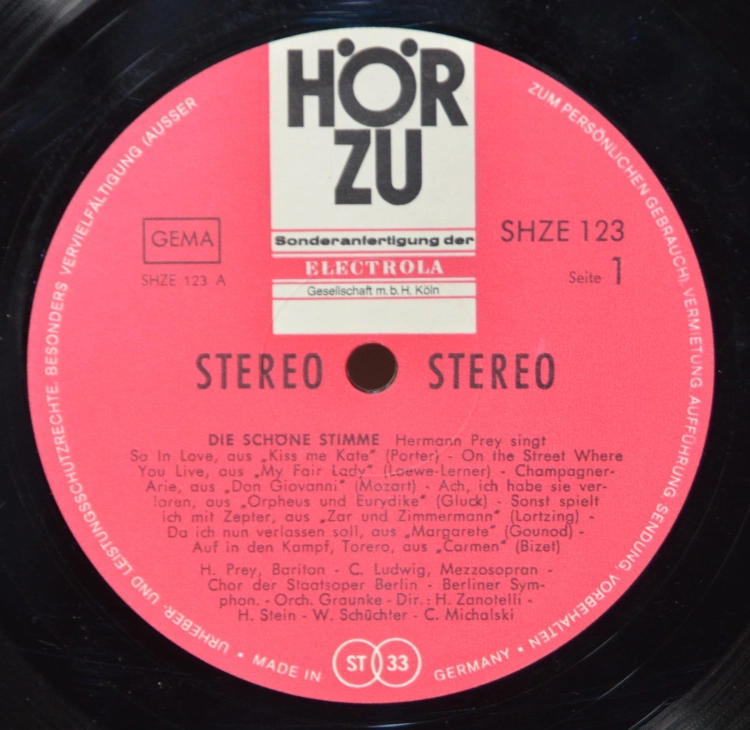 HÖR
ZU
Sonderanfertigung der
ELECTROLA
Gesellschaft m.b.H. Köln
GEMA
SHZE 123 A
SHZE 123
Seite 1
STEREO STEREO
DIE SCHÖNE STIMME Hermann Prey singt
So In Love, aus „Kiss me Kate" (Porter) - On the Street Where
You Live, aus „My Fair Lady" (Loewe-Lerner) - Champagner-
Arie, aus „Don Giovanni" (Mozart) - Ach, ich habe sie ver-
loren, aus „Orpheus und Eurydike" (Gluck) - Sonst spielt
ich mit Zepter, aus „Zar und Zimmermann" (Lortzing) -
Da ich nun verlassen soll, aus „Margarete" (Gounod) -
Auf in den Kampf, Torero, aus „Carmen" (Bizet)
H. Prey, Bariton - C. Ludwig, Mezzosopran -
Chor der Staatsoper Berlin - Berliner Sym-
phon. - Orch. Graunke - Dir.: H. Zanotelli -
H. Stein - W. Schüchter - C. Michalski
URHEBER- UND LEISTUNGSSCHUTZRECHTE. BESONDERS VERVIELFÄLTIGUNG (AUSSER
ZUM PERSÖNLICHEN GEBRAUCH), VERMIETUNG, AUFFÜHRUNG, SENDUNG, VORBEHALTEN
• MADE IN ST 33 GERMANY •